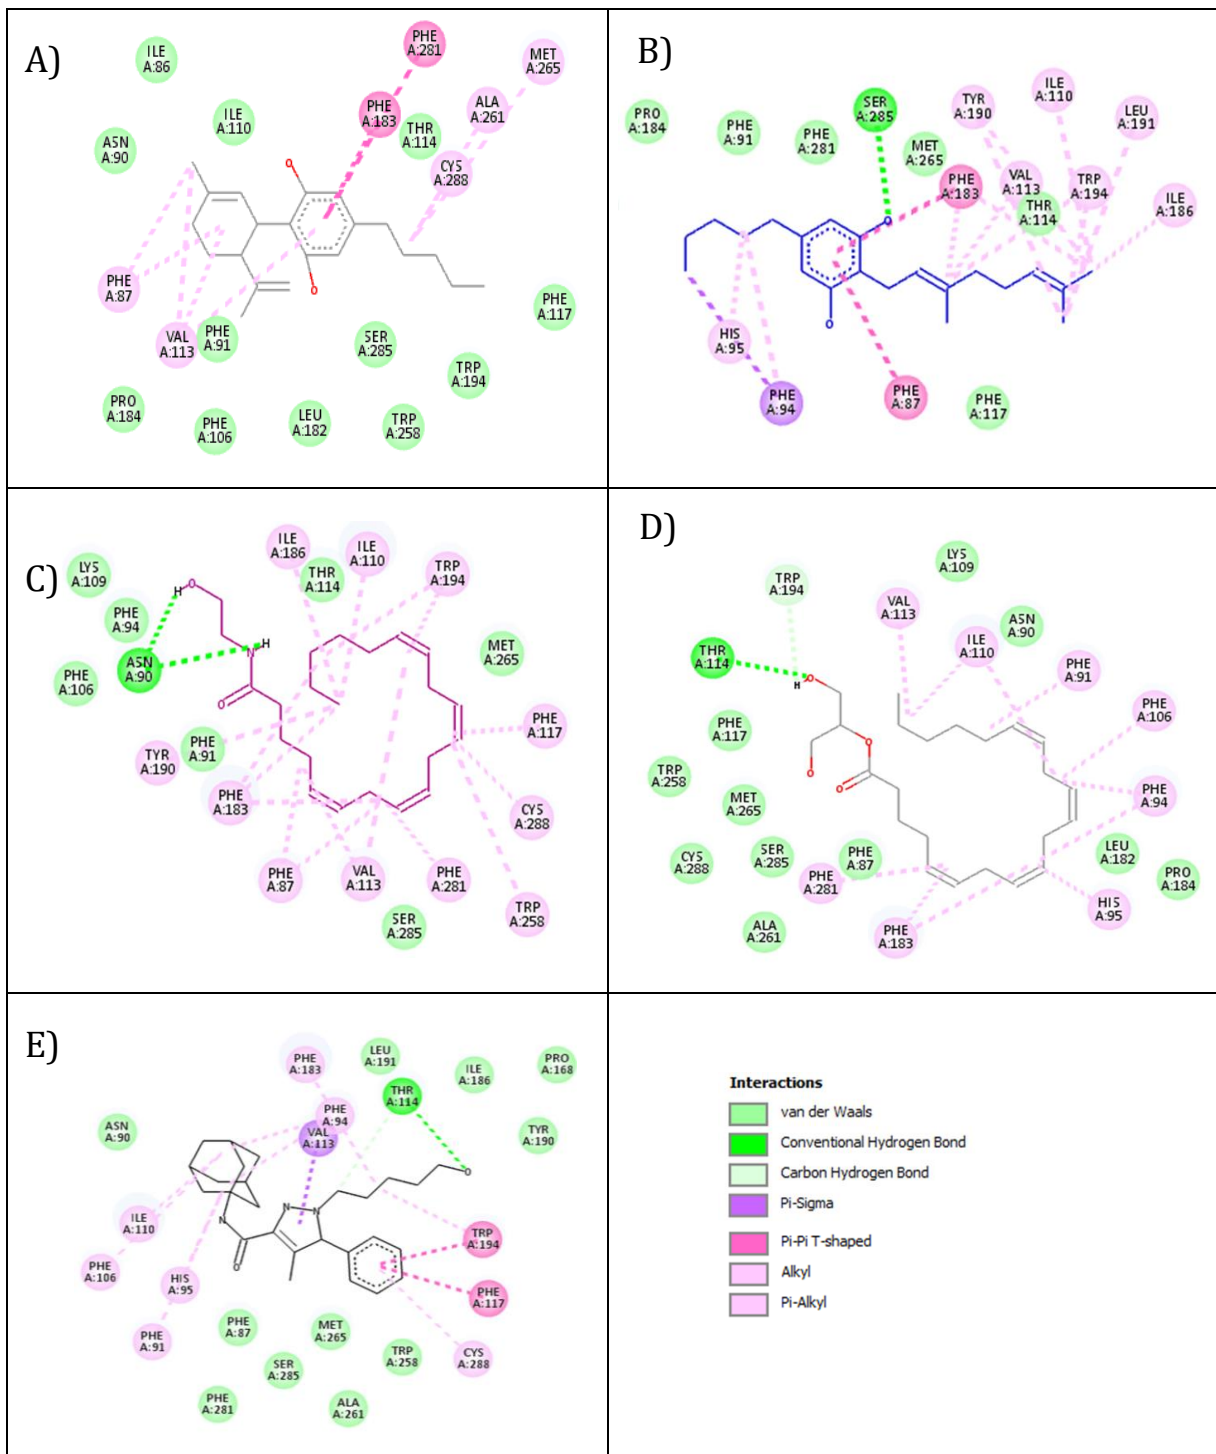 A)
ILE
A:86
PHE
A:281
MET
A:265
ASN
A:90
ILE
A:110
PHE
A:183
THR
A:114
ALA
A:261
CYS
A:288
O
O
PHE
A:87
VAL
A:113
PHE
A:91
SER
A:285
PHE
A:117
TRP
A:194
PRO
A:184
PHE
A:106
LEU
A:182
TRP
A:258
B)
PRO
A:184
PHE
A:91
PHE
A:281
SER
A:285
MET
A:265
TYR
A:190
ILE
A:110
LEU
A:191
PHE
A:183
VAL
A:113
THR
A:114
TRP
A:194
ILE
A:186
O
O
HIS
A:95
PHE
A:94
PHE
A:87
PHE
A:117
C)
LYS
A:109
PHE
A:94
ASN
A:90
PHE
A:106
H
O
N
H
O
ILE
A:186
THR
A:114
ILE
A:110
TRP
A:194
MET
A:265
PHE
A:117
CYS
A:288
TYR
A:190
PHE
A:91
PHE
A:183
PHE
A:87
VAL
A:113
SER
A:285
PHE
A:281
TRP
A:258
D)
LYS
A:109
TRP
A:194
VAL
A:113
ILE
A:110
ASN
A:90
PHE
A:91
THR
A:114
H
O
PHE
A:106
PHE
A:117
O
O
O
PHE
A:94
TRP
A:258
MET
A:265
CYS
A:288
SER
A:285
PHE
A:87
PHE
A:281
LEU
A:182
PRO
A:184
HIS
A:95
ALA
A:261
PHE
A:183
E)
PHE
A:183
LEU
A:191
ILE
A:186
PRO
A:168
ASN
A:90
PHE
A:94
VAL
A:113
THR
A:114
TYR
A:190
O
N
N
N
O
ILE
A:110
PHE
A:106
HIS
A:95
PHE
A:91
TRP
A:194
PHE
A:117
PHE
A:87
MET
A:265
SER
A:285
TRP
A:258
CYS
A:288
PHE
A:281
ALA
A:261
Interactions
van der Waals
Conventional Hydrogen Bond
Carbon Hydrogen Bond
Pi-Sigma
Pi-Pi T-shaped
Alkyl
Pi-Alkyl